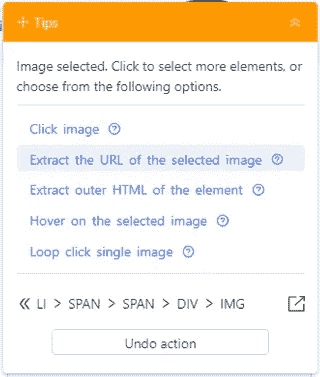 Tips
Image selected. Click to select more elements, or
choose from the following options.
Click image
Extract the URL of the selected image
Extract outer HTML of the element
Hover on the selected image
Loop click single image
LI > SPAN > SPAN > DIV > IMG
Undo action